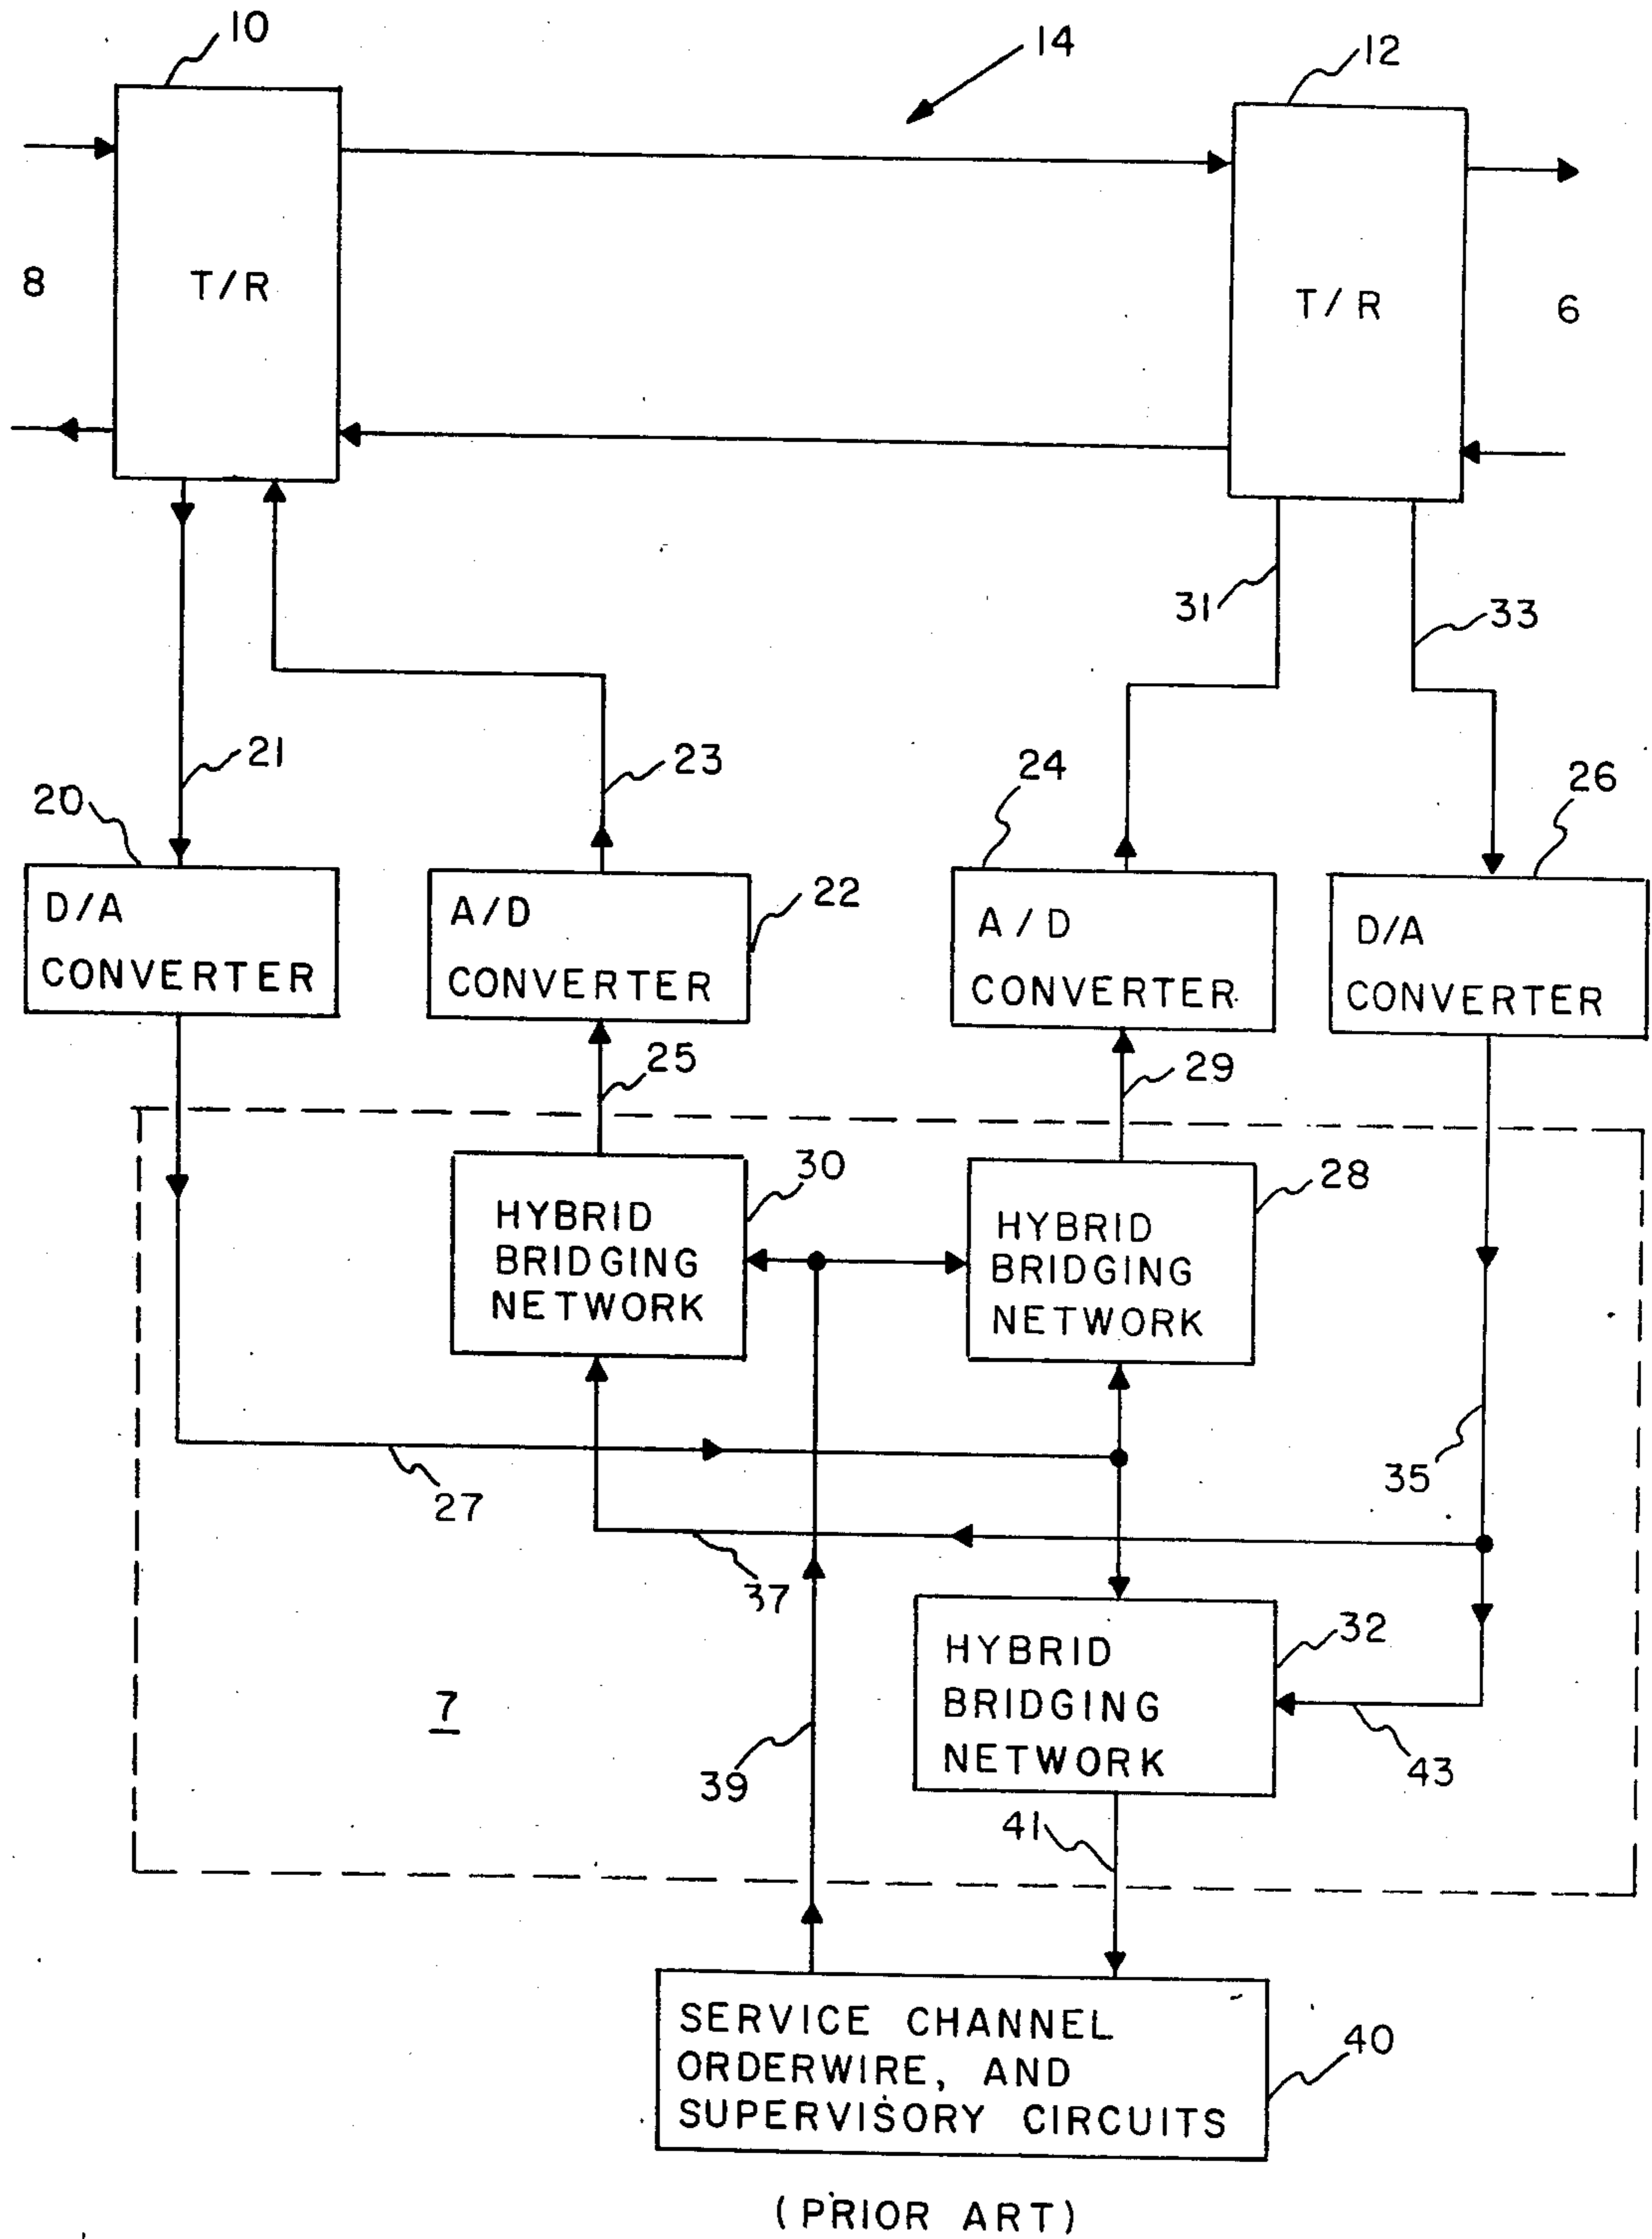 10
14
12
8
T/R
T/R
6
31
33
21
23
24
26
20
D/A
CONVERTER
A/D
CONVERTER
22
A/D
CONVERTER
D/A
CONVERTER
25
29
30
28
HYBRID
BRIDGING
NETWORK
HYBRID
BRIDGING
NETWORK
27
35
37
32
HYBRID
BRIDGING
NETWORK
7
39
43
41
SERVICE CHANNEL
ORDERWIRE, AND
SUPERVISORY CIRCUITS
40
(PRIOR ART)